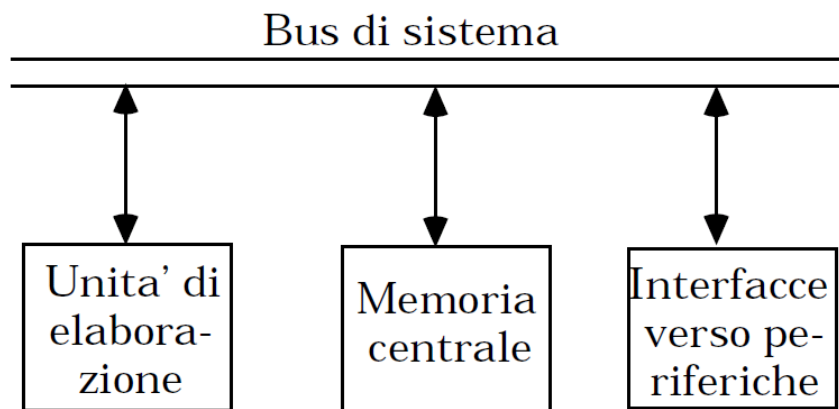 Bus di sistema
Unita' di
elabora-
zione
Memoria
centrale
Interfacce
verso pe-
riferiche